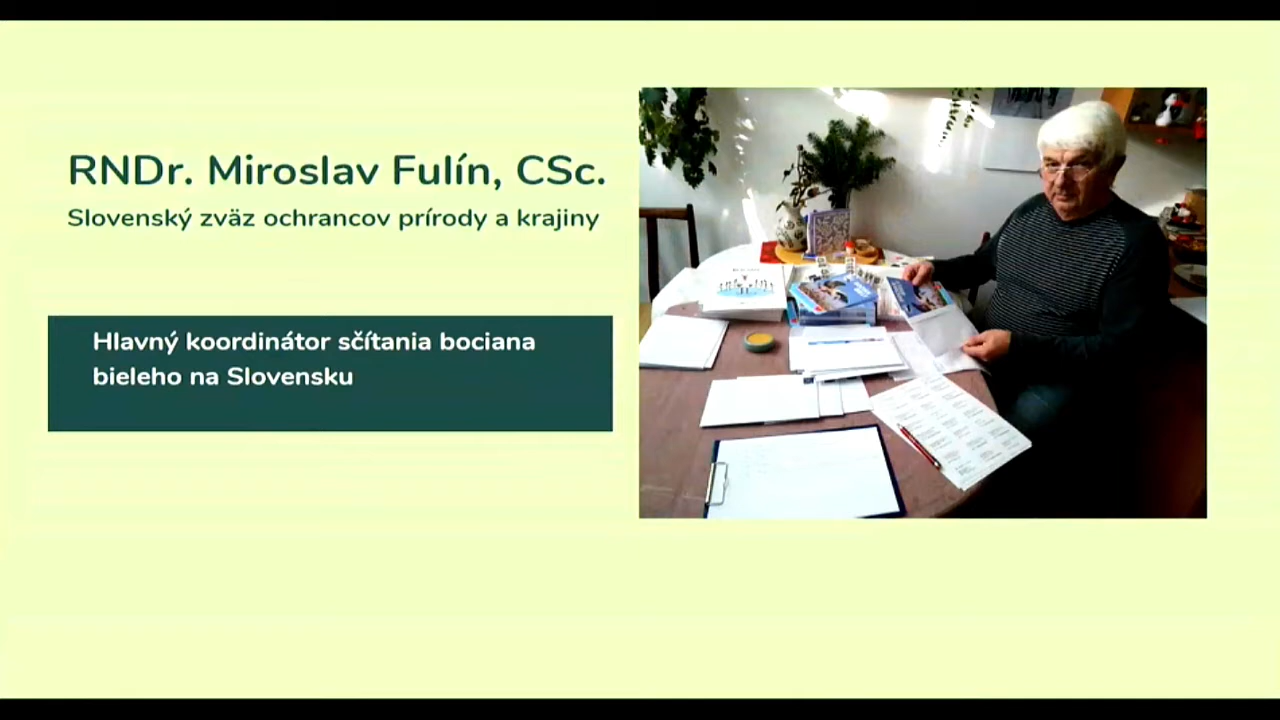 RNDr. Miroslav Fulín, CSc.
Slovenský zväz ochrancov prírody a krajiny
Hlavný koordinátor sčítania bociana
bieleho na Slovensku